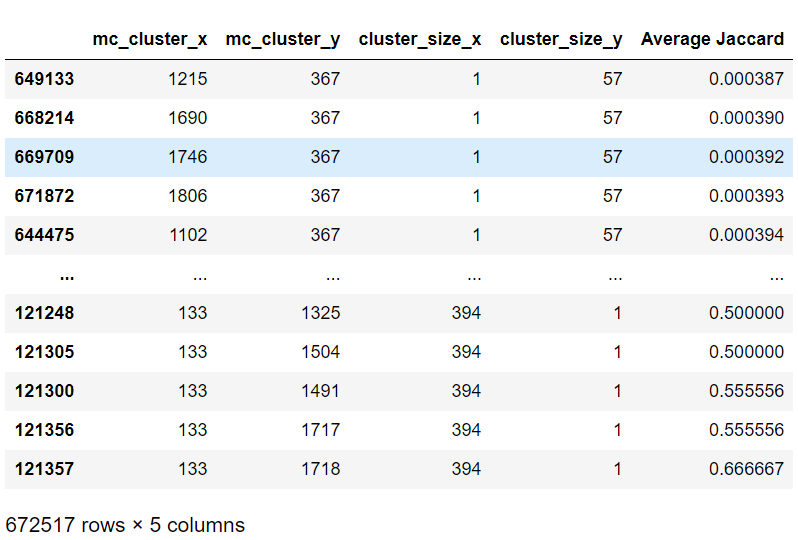 mc_cluster_x mc_cluster_y cluster_size_x cluster_size_y Average Jaccard
649133 1215 367 1 57 0.000387
668214 1690 367 1 57 0.000390
669709 1746 367 1 57 0.000392
671872 1806 367 1 57 0.000393
644475 1102 367 1 57 0.000394
... ... ... ... ... ...
121248 133 1325 394 1 0.500000
121305 133 1504 394 1 0.500000
121300 133 1491 394 1 0.555556
121356 133 1717 394 1 0.555556
121357 133 1718 394 1 0.666667
672517 rows × 5 columns